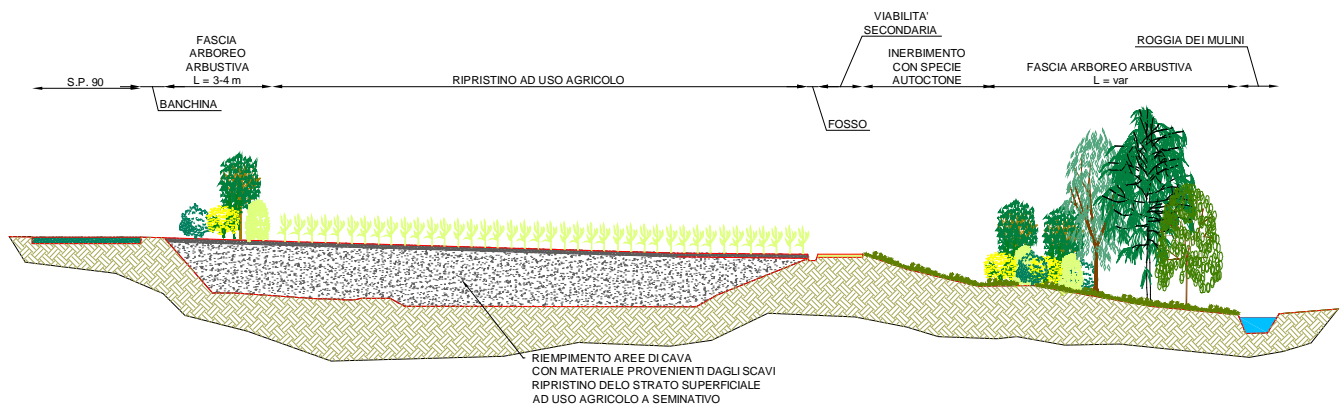 VIABILITA'
SECONDARIA
FASCIA
ARBOREO
ARBUSTIVA
L = 3-4 m
INERBIMENTO
CON SPECIE
AUTOCTONE
ROGGIA DEI MULINI
S.P. 90
RIPRISTINO AD USO AGRICOLO
FASCIA ARBOREO ARBUSTIVA
L = var
BANCHINA
FOSSO
RIEMPIMENTO AREE DI CAVA
CON MATERIALE PROVENIENTI DAGLI SCAVI
RIPRISTINO DELO STRATO SUPERFICIALE
AD USO AGRICOLO A SEMINATIVO